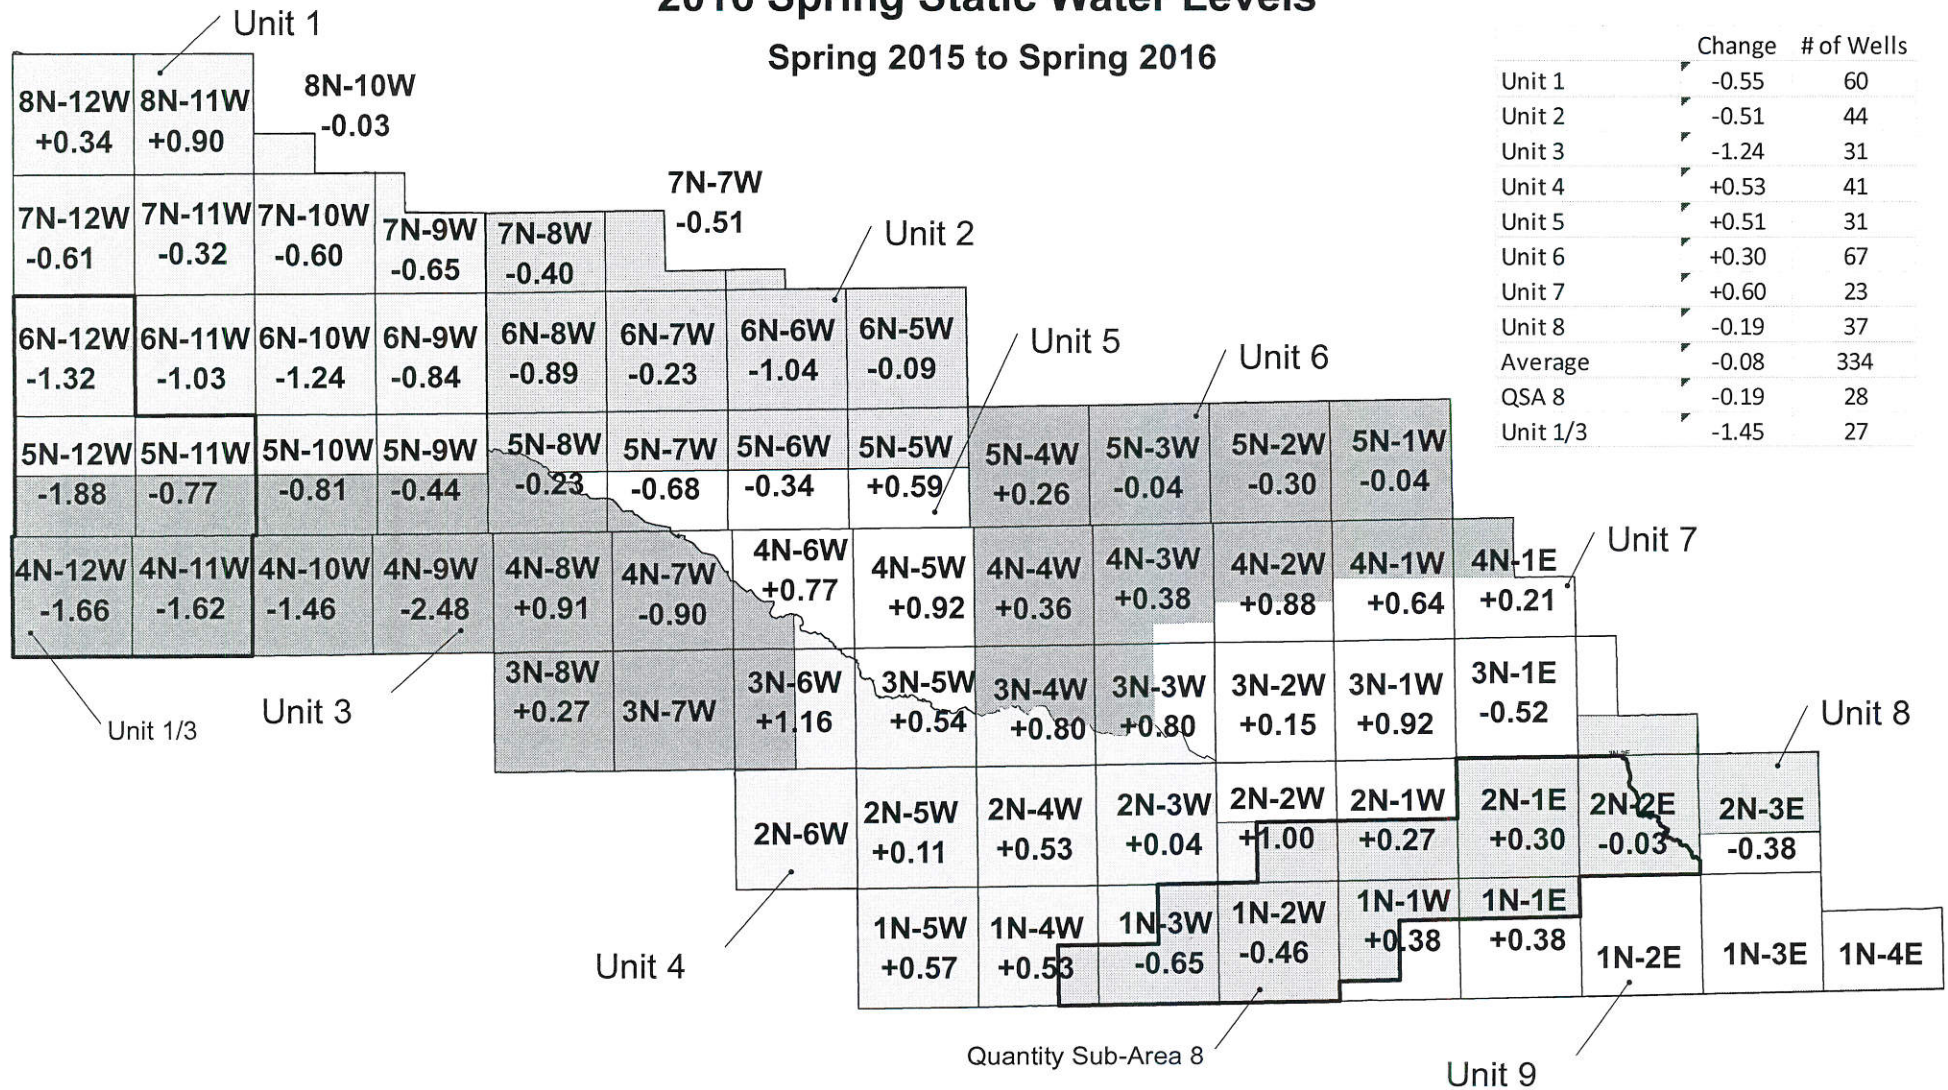 2016 Spring Static Water Levels
Spring 2015 to Spring 2016
Change # of Wells
Unit 1 -0.55 60
Unit 2 -0.51 44
Unit 3 -1.24 31
Unit 4 +0.53 41
Unit 5 +0.51 31
Unit 6 +0.30 67
Unit 7 +0.60 23
Unit 8 -0.19 37
Average -0.08 334
QSA 8 -0.19 28
Unit 1/3 -1.45 27
Unit 1
8N-12W 8N-11W 8N-10W
+0.34 +0.90 -0.03
7N-12W 7N-11W 7N-10W 7N-9W 7N-8W 7N-7W
-0.61 -0.32 -0.60 -0.65 -0.40 -0.51
Unit 2
6N-12W 6N-11W 6N-10W 6N-9W 6N-8W 6N-7W 6N-6W 6N-5W
-1.32 -1.03 -1.24 -0.84 -0.89 -0.23 -1.04 -0.09
Unit 5
Unit 6
5N-12W 5N-11W 5N-10W 5N-9W 5N-8W 5N-7W 5N-6W 5N-5W 5N-4W 5N-3W 5N-2W 5N-1W
-1.88 -0.77 -0.81 -0.44 -0.23 -0.68 -0.34 +0.59 +0.26 -0.04 -0.30 -0.04
Unit 7
4N-12W 4N-11W 4N-10W 4N-9W 4N-8W 4N-7W 4N-6W 4N-5W 4N-4W 4N-3W 4N-2W 4N-1W 4N-1E
-1.66 -1.62 -1.46 -2.48 +0.91 -0.90 +0.77 +0.92 +0.36 +0.38 +0.88 +0.64 +0.21
3N-8W 3N-7W 3N-6W 3N-5W 3N-4W 3N-3W 3N-2W 3N-1W 3N-1E
+0.27 +1.16 +0.54 +0.80 +0.80 +0.15 +0.92 -0.52
Unit 1/3
Unit 3
Unit 8
2N-6W 2N-5W 2N-4W 2N-3W 2N-2W 2N-1W 2N-1E 2N-2E 2N-3E
+0.11 +0.53 +0.04 +1.00 +0.27 +0.30 -0.03 -0.38
Unit 4
1N-5W 1N-4W 1N-3W 1N-2W 1N-1W 1N-1E 1N-2E 1N-3E 1N-4E
+0.57 +0.53 -0.65 -0.46 +0.38 +0.38
Quantity Sub-Area 8
Unit 9